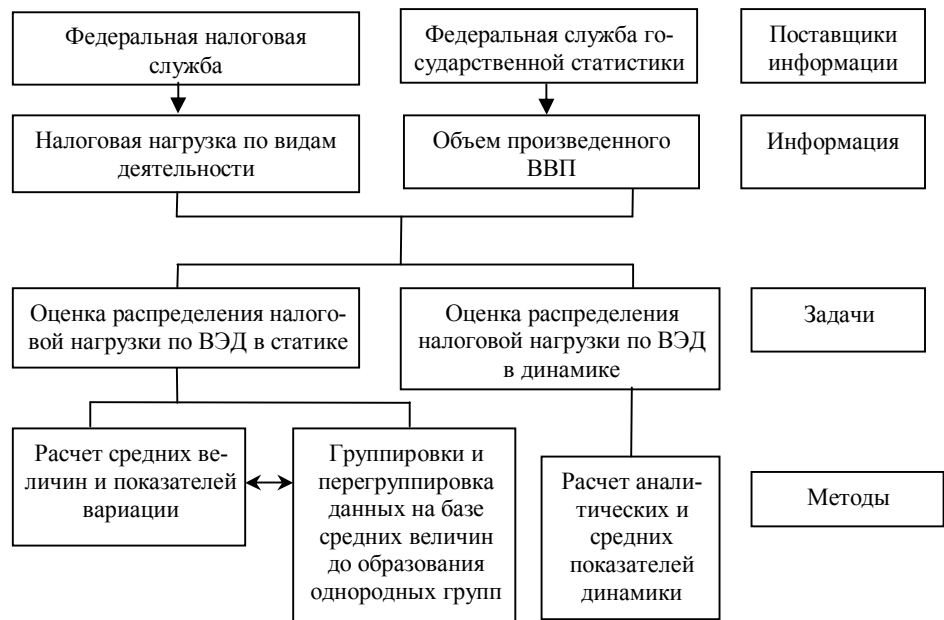 Федеральная налоговая
служба
Федеральная служба го-
сударственной статистики
Поставщики
информации
Налоговая нагрузка по видам
деятельности
Объем произведенного
ВВП
Информация
Оценка распределения налого-
вой нагрузки по ВЭД в статике
Оценка распределения
налоговой нагрузки по ВЭД
в динамике
Задачи
Расчет средних ве-
личин и показателей
вариации
Группировки и
перегруппировка
данных на базе
средних величин
до образования
однородных групп
Расчет анали-
тических и
средних
показателей
динамики
Методы